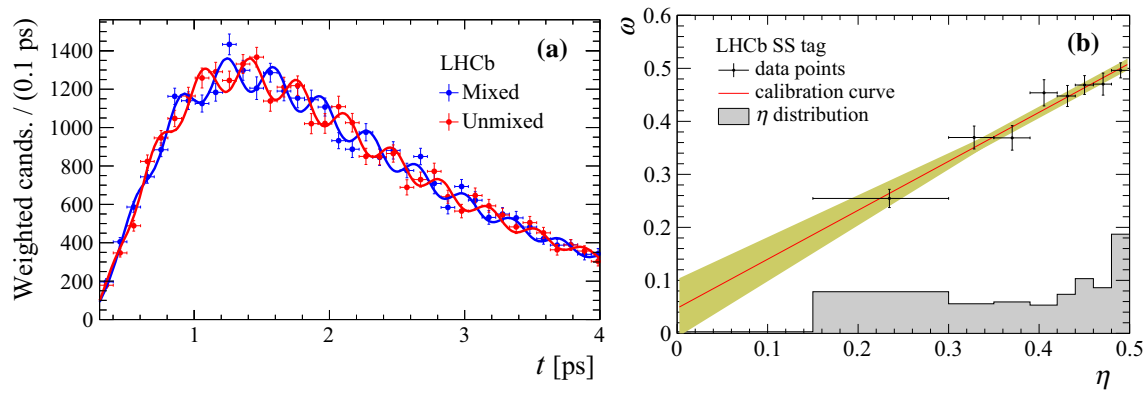 Weighted cands. / (0.1 ps)
1400
1200
1000
800
600
400
200
0
(a)
LHCb
Mixed
Unmixed
1 2 3 4
t [ps]
ω
0.6
0.5
0.4
0.3
0.2
0.1
0
(b)
LHCb SS tag
data points
calibration curve
η distribution
0 0.1 0.2 0.3 0.4 0.5
η